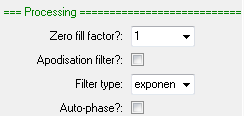 === Processing ========================
Zero fill factor?: 1
Apodisation filter?:
Filter type: exponen
Auto-phase?: